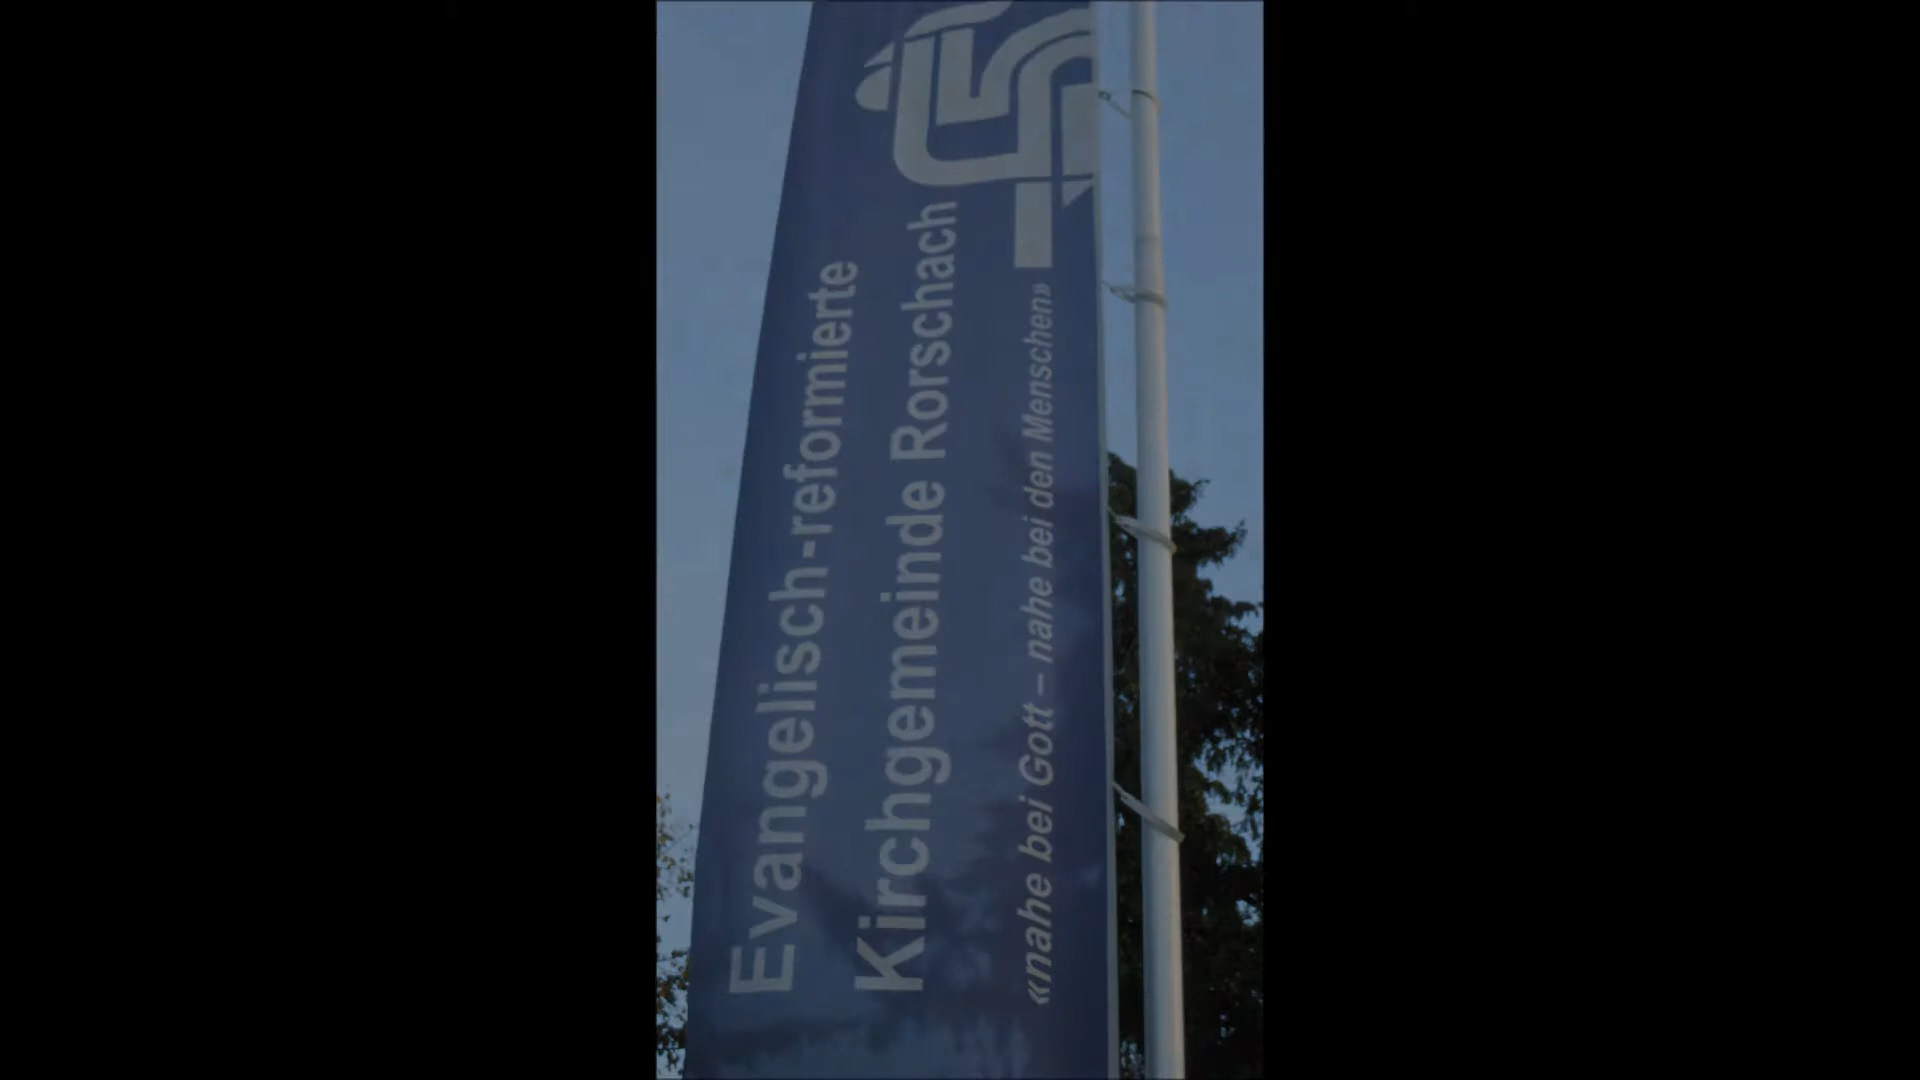 Evangelisch-reformierte
Kirchgemeinde Rorschach
«nahe bei Gott – nahe bei den Menschen»